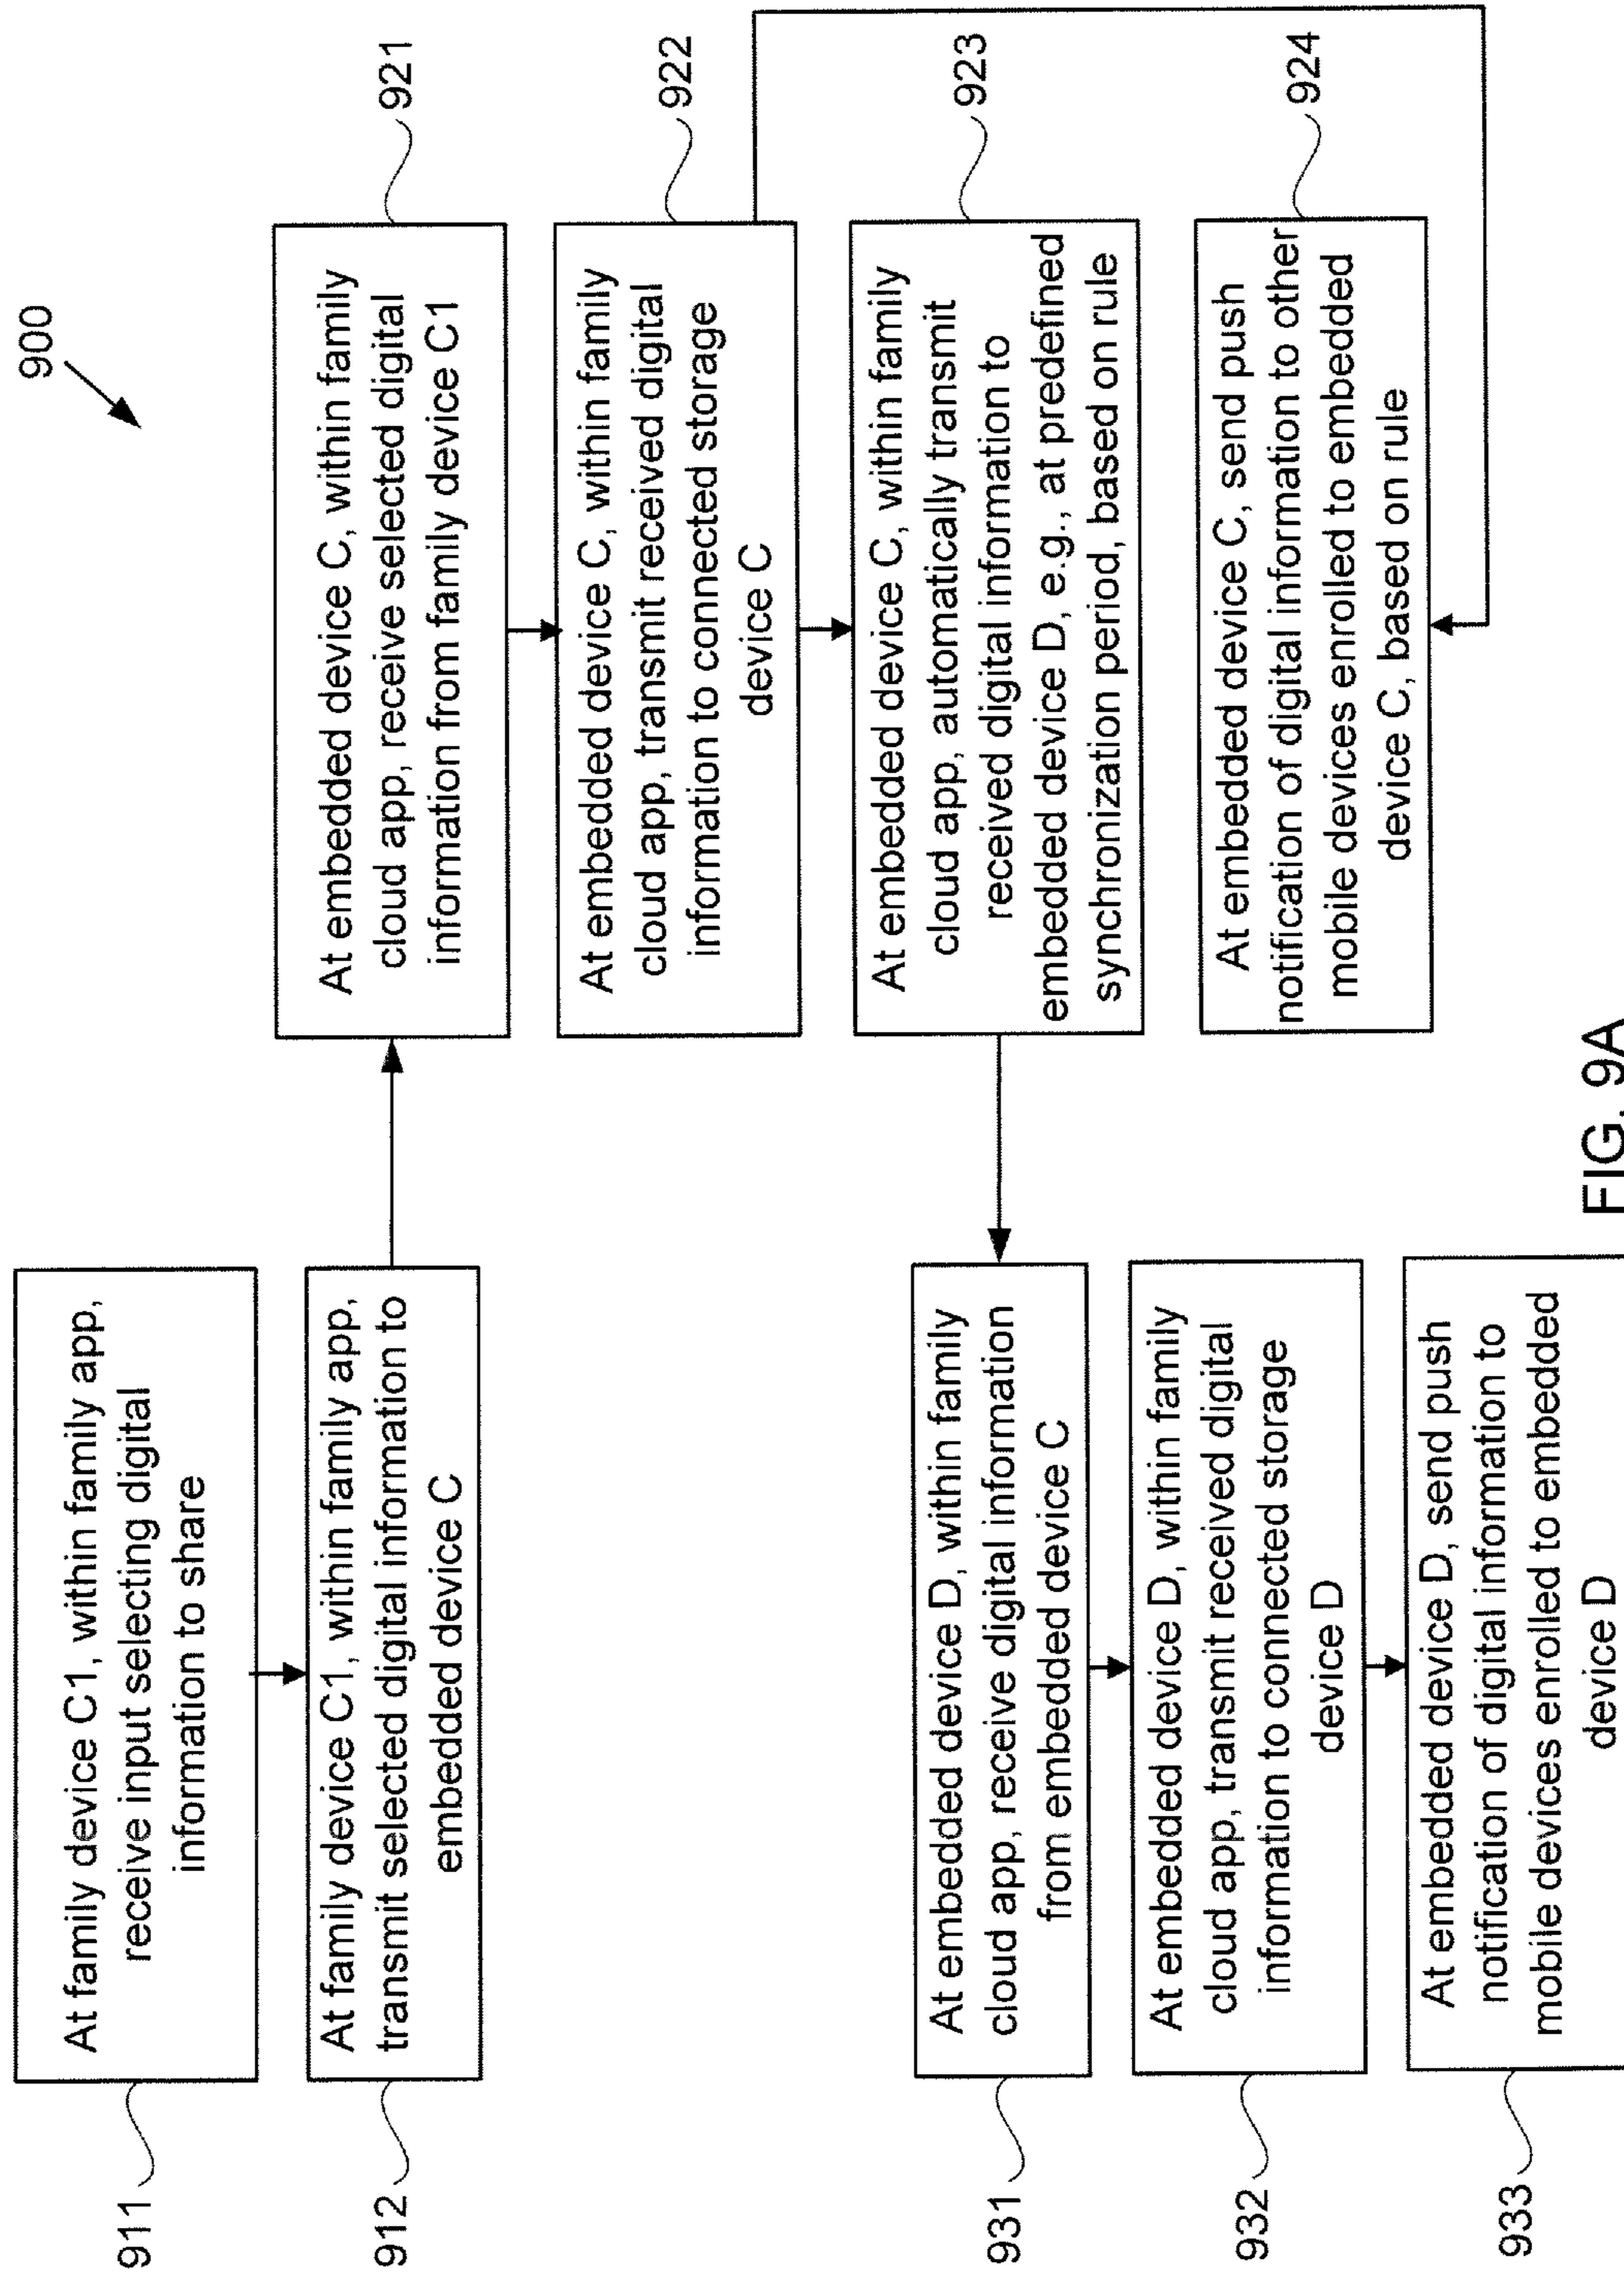 900
911
At family device C1, within family app,
receive input selecting digital
information to share
912
At family device C1, within family app,
transmit selected digital information to
embedded device C
921
At embedded device C, within family
cloud app, receive selected digital
information from family device C1
922
At embedded device C, within family
cloud app, transmit received digital
information to connected storage
device C
923
At embedded device C, within family
cloud app, automatically transmit
received digital information to
embedded device D, e.g., at predefined
synchronization period, based on rule
924
At embedded device C, send push
notification of digital information to other
mobile devices enrolled to embedded
device C, based on rule
931
At embedded device D, within family
cloud app, receive digital information
from embedded device C
932
At embedded device D, within family
cloud app, transmit received digital
information to connected storage
device D
933
At embedded device D, send push
notification of digital information to
mobile devices enrolled to embedded
device D
FIG. 9A